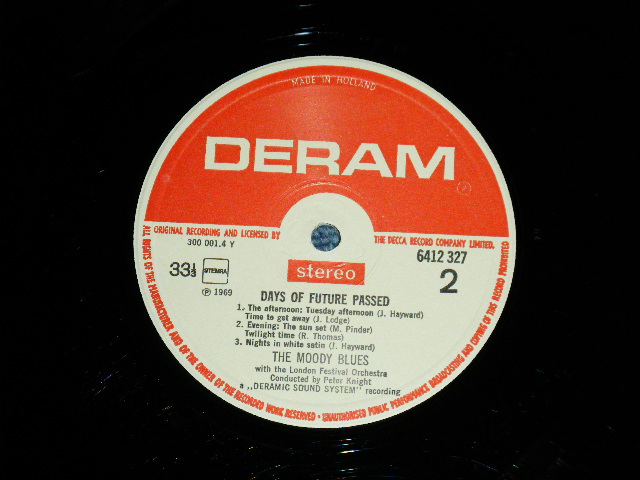 MADE IN HOLLAND
DERAM
ORIGINAL RECORDING AND LICENSED BY
THE DECCA RECORD COMPANY LIMITED.
300 001.4 Y
6412 327
33⅓
STEMRA
stereo
2
Ⓟ 1969
DAYS OF FUTURE PASSED
1. The afternoon: Tuesday afternoon (J. Hayward)
Time to get away (J. Lodge)
2. Evening: The sun set (M. Pinder)
Twilight time (R. Thomas)
3. Nights in white satin (J. Hayward)
THE MOODY BLUES
with the London Festival Orchestra
Conducted by Peter Knight
a „DERAMIC SOUND SYSTEM” recording
ALL RIGHTS OF THE MANUFACTURER AND OF THE OWNER OF THE RECORDED WORK RESERVED • UNAUTHORISED PUBLIC PERFORMANCE BROADCASTING AND COPYING OF THIS RECORD PROHIBITED